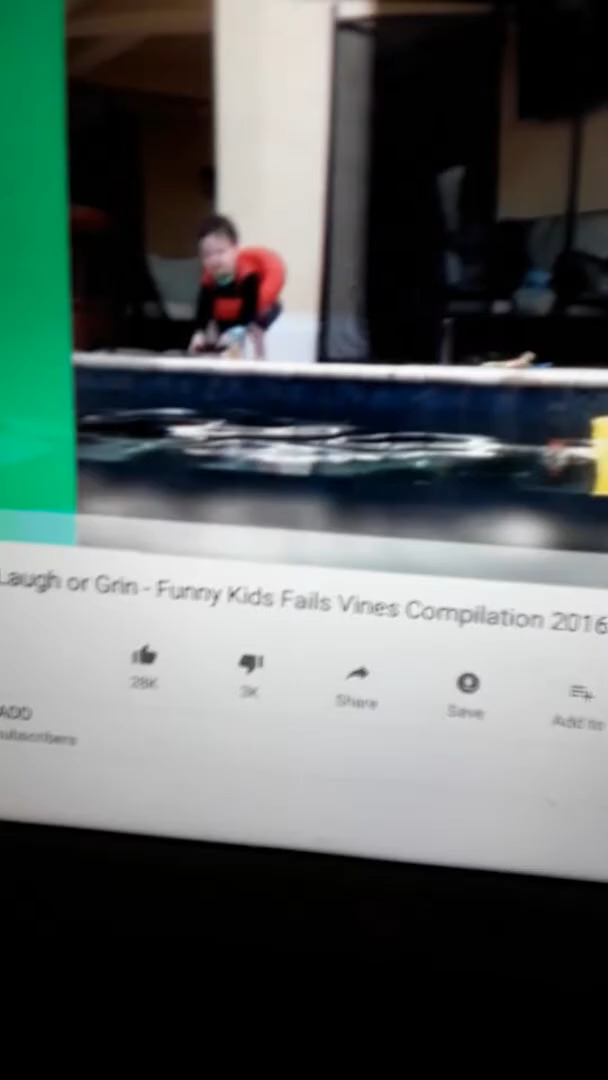 Laugh or Grin - Funny Kids Fails Vines Compilation 2016
28K
3K
Share
Save
Add to
ADD
subscribers